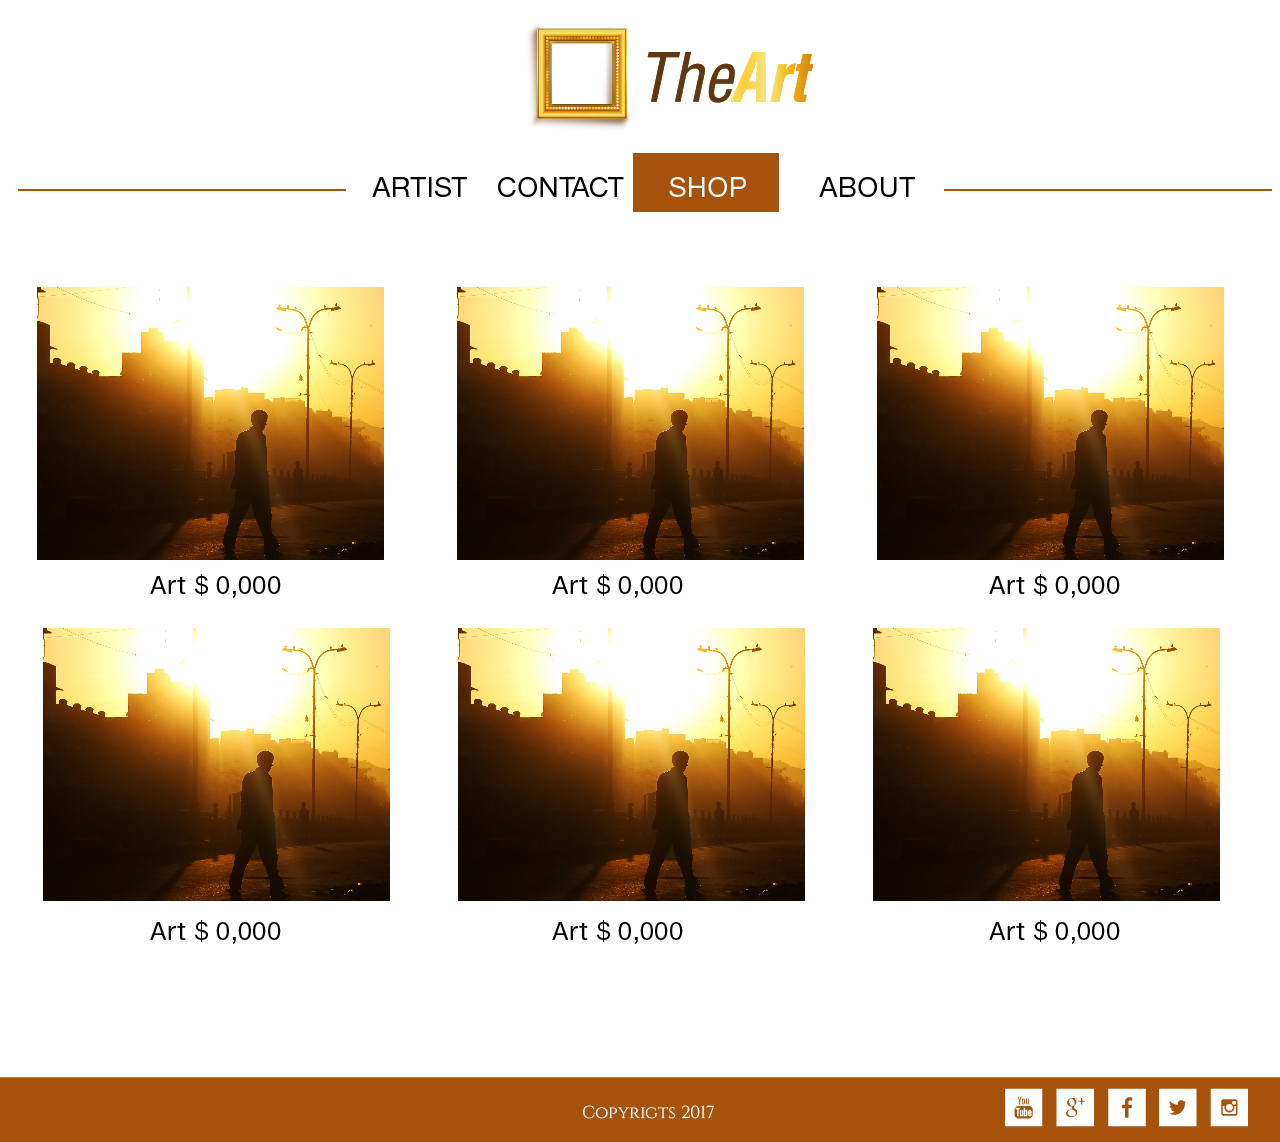 TheArt
ARTIST CONTACT SHOP ABOUT
Art $ 0,000 Art $ 0,000 Art $ 0,000
Art $ 0,000 Art $ 0,000 Art $ 0,000
Copyrigts 2017 You Tube g+ f